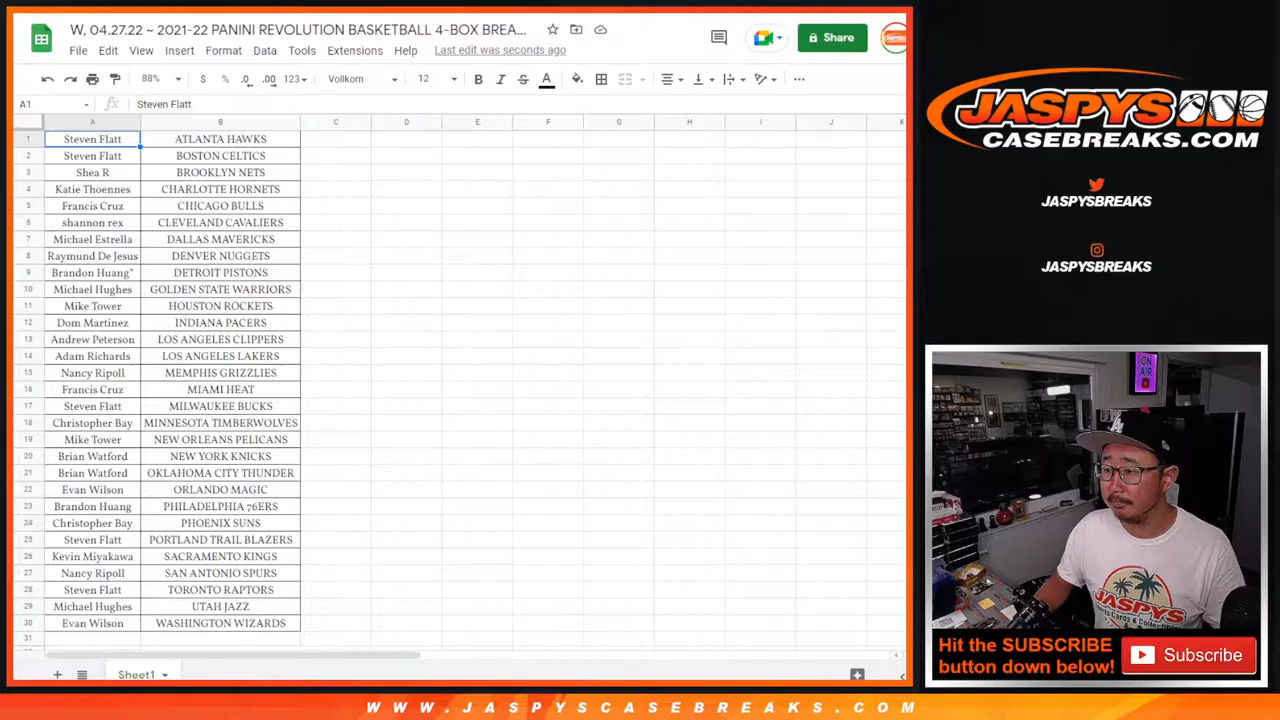 W, 04.27.22 ~ 2021-22 PANINI REVOLUTION BASKETBALL 4-BOX BREA...
File Edit View Insert Format Data Tools Extensions Help Last edit was seconds ago
Share
88% $ % .0 .00 123 Vollkorn 12 B I S A
A1 fx Steven Flatt
A B C D E F G H I J K
1 Steven Flatt ATLANTA HAWKS
2 Steven Flatt BOSTON CELTICS
3 Shea R BROOKLYN NETS
4 Katie Thoennes CHARLOTTE HORNETS
5 Francis Cruz CHICAGO BULLS
6 shannon rex CLEVELAND CAVALIERS
7 Michael Estrella DALLAS MAVERICKS
8 Raymund De Jesus DENVER NUGGETS
9 Brandon Huang* DETROIT PISTONS
10 Michael Hughes GOLDEN STATE WARRIORS
11 Mike Tower HOUSTON ROCKETS
12 Dom Martinez INDIANA PACERS
13 Andrew Peterson LOS ANGELES CLIPPERS
14 Adam Richards LOS ANGELES LAKERS
15 Nancy Ripoll MEMPHIS GRIZZLIES
16 Francis Cruz MIAMI HEAT
17 Steven Flatt MILWAUKEE BUCKS
18 Christopher Bay MINNESOTA TIMBERWOLVES
19 Mike Tower NEW ORLEANS PELICANS
20 Brian Watford NEW YORK KNICKS
21 Brian Watford OKLAHOMA CITY THUNDER
22 Evan Wilson ORLANDO MAGIC
23 Brandon Huang PHILADELPHIA 76ERS
24 Christopher Bay PHOENIX SUNS
25 Steven Flatt PORTLAND TRAIL BLAZERS
26 Kevin Miyakawa SACRAMENTO KINGS
27 Nancy Ripoll SAN ANTONIO SPURS
28 Steven Flatt TORONTO RAPTORS
29 Michael Hughes UTAH JAZZ
30 Evan Wilson WASHINGTON WIZARDS
31
Sheet1
JASPYS
CASEBREAKS.COM
JASPYSBREAKS
JASPYSBREAKS
ON AIR
LA
JASPYS
Hit the SUBSCRIBE
button down below!
Subscribe
WWW.JASPYSCASEBREAKS.COM